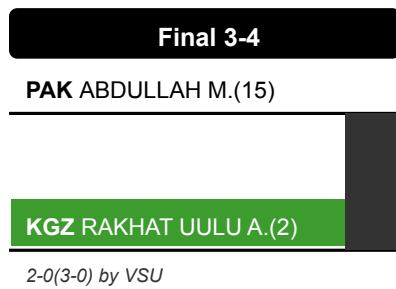 Final 3-4
PAK ABDULLAH M.(15)
KGZ RAKHAT UULU A.(2)
2-0(3-0) by VSU